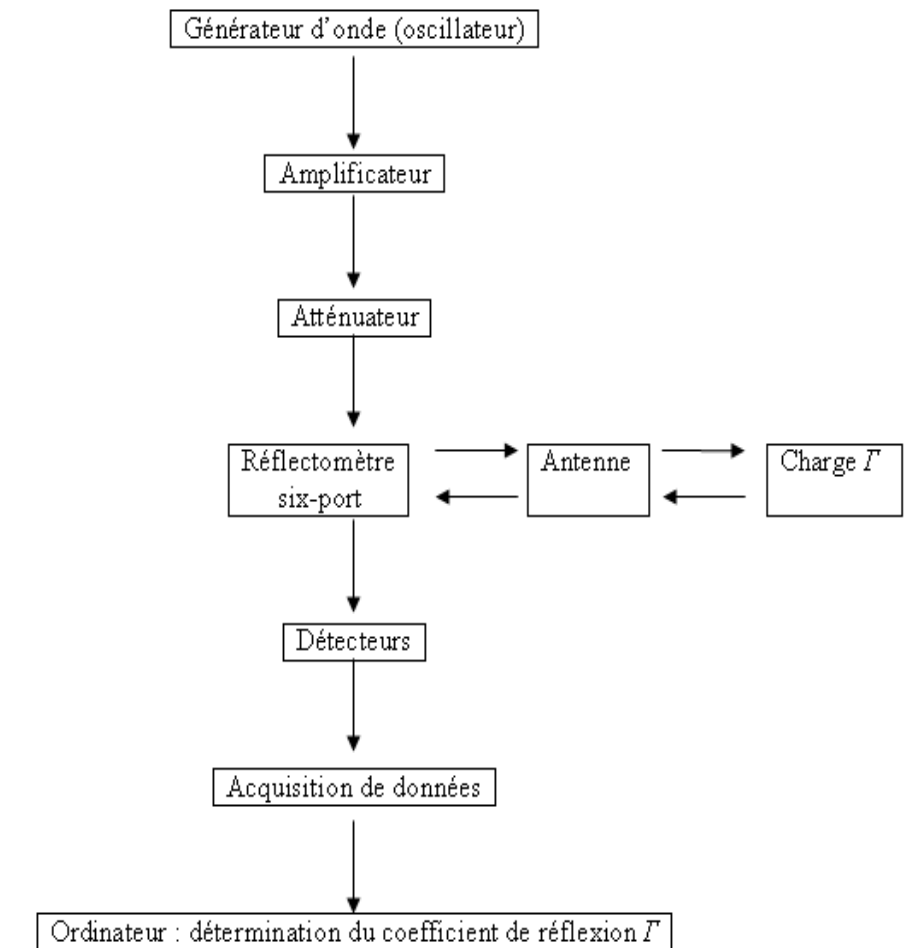 Générateur d'onde (oscillateur)
Amplificateur
Atténuateur
Réflectomètre
six-port
Antenne
Charge Γ
Détecteurs
Acquisition de données
Ordinateur : détermination du coefficient de réflexion Γ